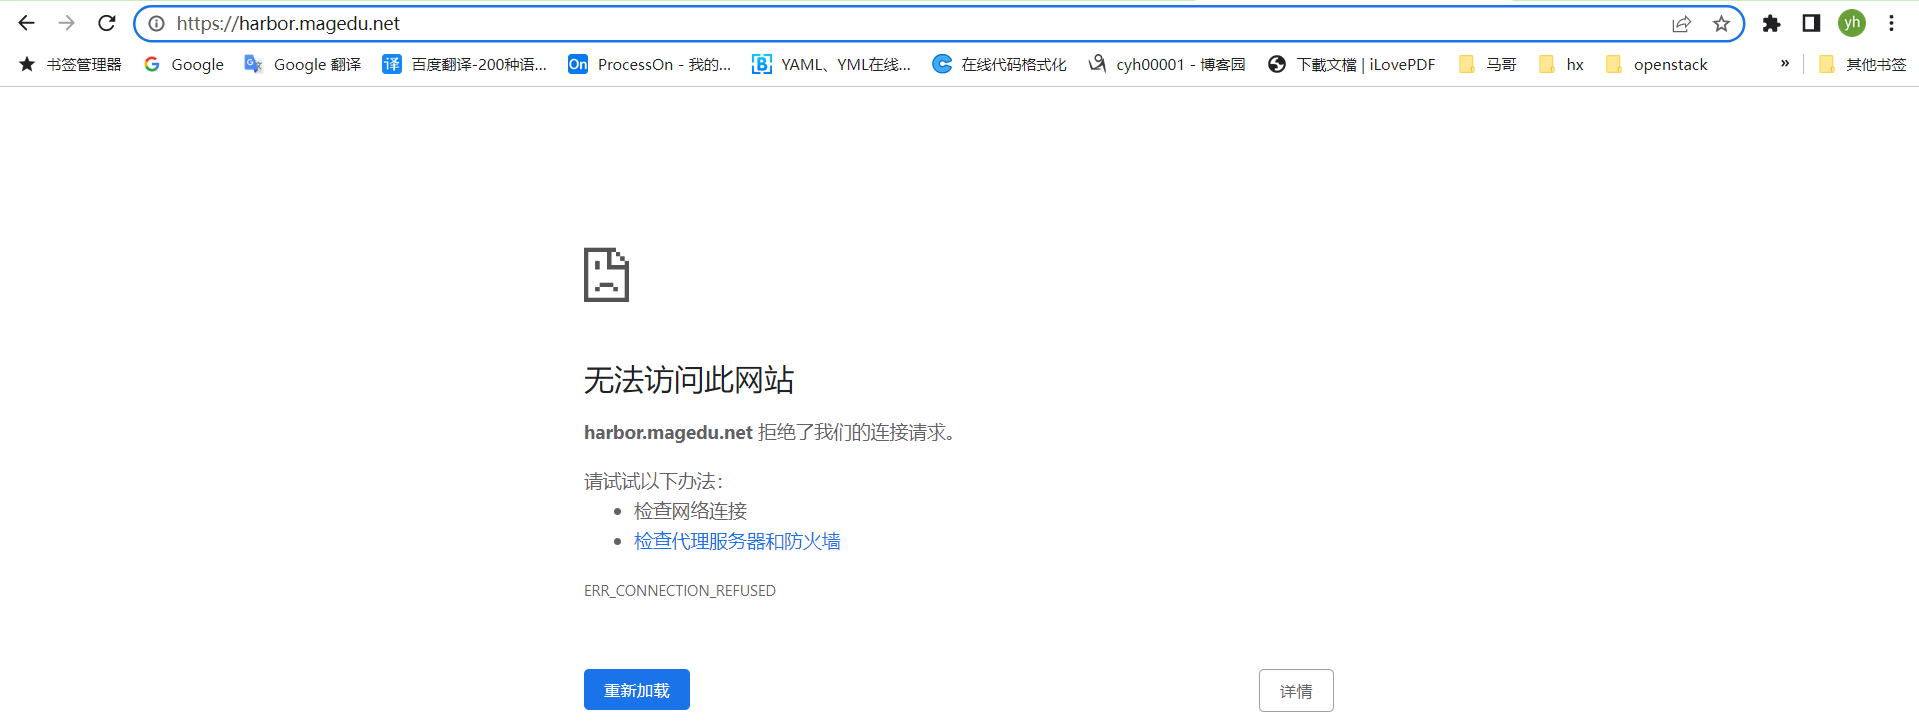 https://harbor.magedu.net
yh
书签管理器 Google Google 翻译 百度翻译-200种语... ProcessOn - 我的... YAML、YML在线... 在线代码格式化 cyh00001 - 博客园 下載文檔 | iLovePDF 马哥 hx openstack » 其他书签
无法访问此网站
harbor.magedu.net 拒绝了我们的连接请求。
请试试以下办法：
• 检查网络连接
• 检查代理服务器和防火墙
ERR_CONNECTION_REFUSED
重新加载 详情